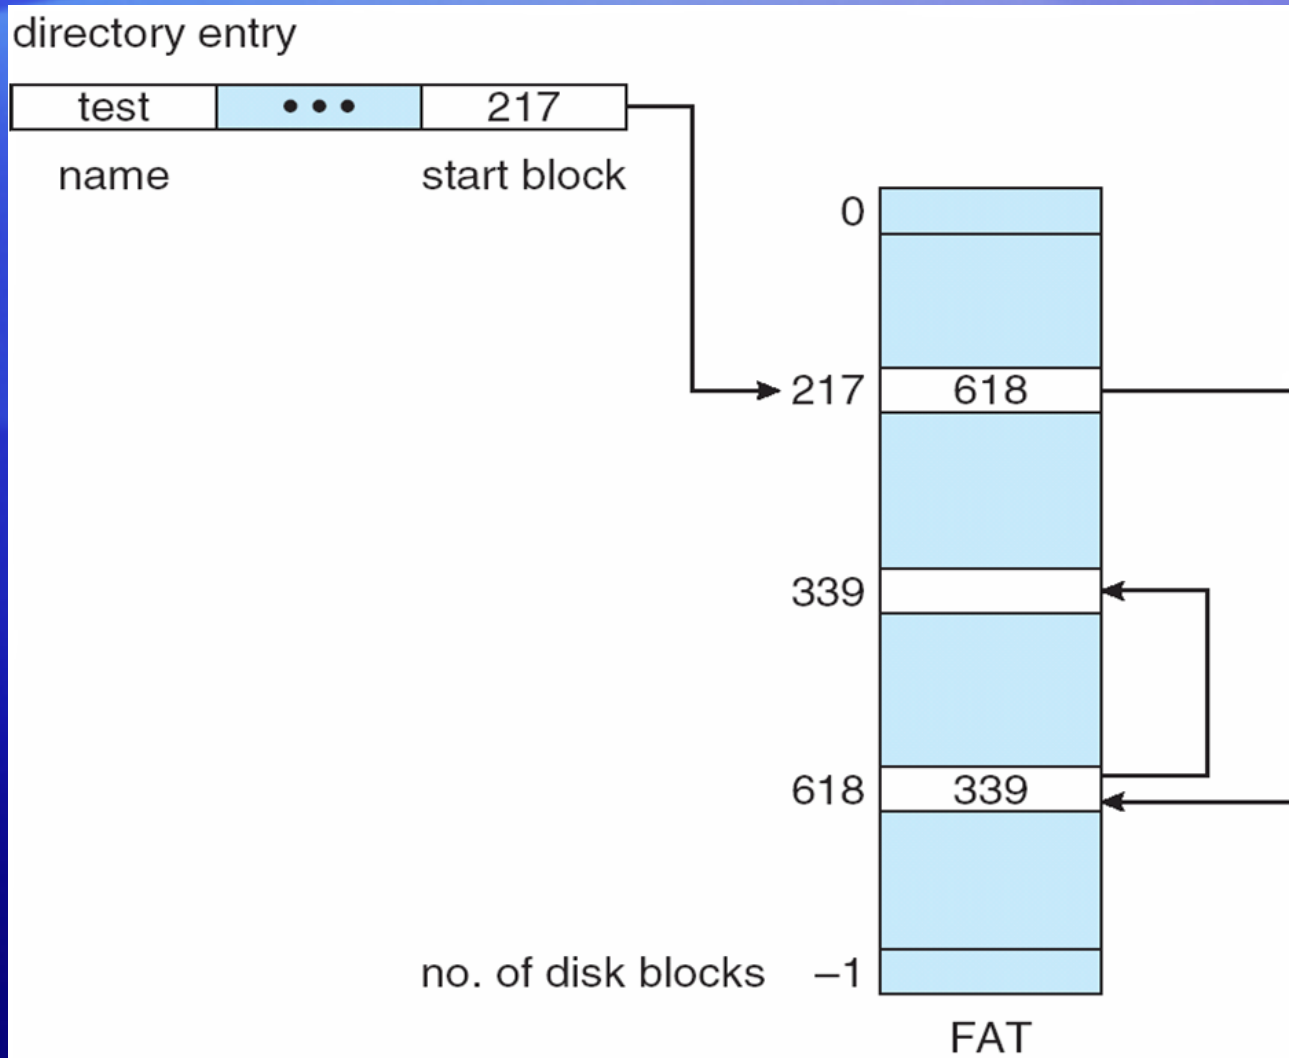 directory entry
test ••• 217
name start block
0
217 618
339
618 339
no. of disk blocks –1
FAT